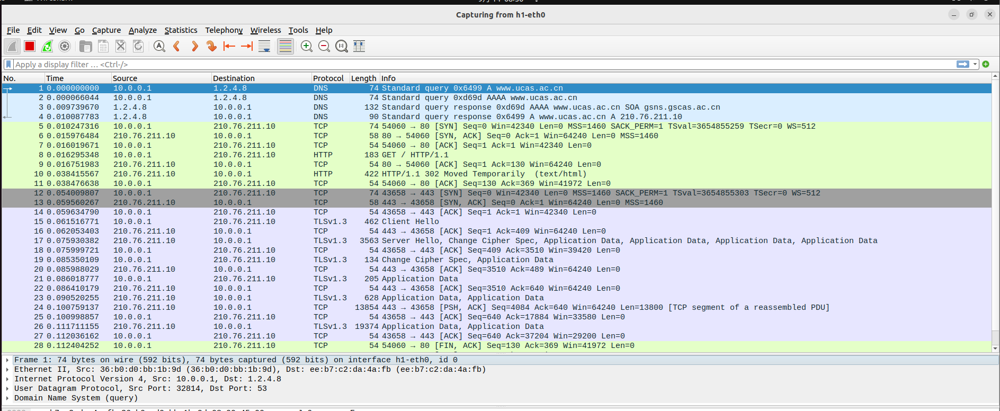 Capturing from h1-eth0
File Edit View Go Capture Analyze Statistics Telephony Wireless Tools Help
Apply a display filter … <Ctrl-/>
No. Time Source Destination Protocol Length Info
1 0.000000000 10.0.0.1 1.2.4.8 DNS 74 Standard query 0x6499 A www.ucas.ac.cn
2 0.000066044 10.0.0.1 1.2.4.8 DNS 74 Standard query 0xd69d AAAA www.ucas.ac.cn
3 0.009739670 1.2.4.8 10.0.0.1 DNS 132 Standard query response 0xd69d AAAA www.ucas.ac.cn SOA gsns.gscas.ac.cn
4 0.010087783 1.2.4.8 10.0.0.1 DNS 90 Standard query response 0x6499 A www.ucas.ac.cn A 210.76.211.10
5 0.010247316 10.0.0.1 210.76.211.10 TCP 74 54060 → 80 [SYN] Seq=0 Win=42340 Len=0 MSS=1460 SACK_PERM=1 TSval=3654855259 TSecr=0 WS=512
6 0.015976484 210.76.211.10 10.0.0.1 TCP 58 80 → 54060 [SYN, ACK] Seq=0 Ack=1 Win=64240 Len=0 MSS=1460
7 0.016019671 10.0.0.1 210.76.211.10 TCP 54 54060 → 80 [ACK] Seq=1 Ack=1 Win=42340 Len=0
8 0.016295348 10.0.0.1 210.76.211.10 HTTP 183 GET / HTTP/1.1
9 0.016751983 210.76.211.10 10.0.0.1 TCP 54 80 → 54060 [ACK] Seq=1 Ack=130 Win=64240 Len=0
10 0.038415567 210.76.211.10 10.0.0.1 HTTP 422 HTTP/1.1 302 Moved Temporarily  (text/html)
11 0.038476638 10.0.0.1 210.76.211.10 TCP 54 54060 → 80 [ACK] Seq=130 Ack=369 Win=41972 Len=0
12 0.054009807 10.0.0.1 210.76.211.10 TCP 74 43658 → 443 [SYN] Seq=0 Win=42340 Len=0 MSS=1460 SACK_PERM=1 TSval=3654855303 TSecr=0 WS=512
13 0.059560267 210.76.211.10 10.0.0.1 TCP 58 443 → 43658 [SYN, ACK] Seq=0 Ack=1 Win=64240 Len=0 MSS=1460
14 0.059634790 10.0.0.1 210.76.211.10 TCP 54 43658 → 443 [ACK] Seq=1 Ack=1 Win=42340 Len=0
15 0.061516771 10.0.0.1 210.76.211.10 TLSv1.3 462 Client Hello
16 0.062053403 210.76.211.10 10.0.0.1 TCP 54 443 → 43658 [ACK] Seq=1 Ack=409 Win=64240 Len=0
17 0.075930382 210.76.211.10 10.0.0.1 TLSv1.3 3563 Server Hello, Change Cipher Spec, Application Data, Application Data, Application Data, Application Data
18 0.075999721 10.0.0.1 210.76.211.10 TCP 54 43658 → 443 [ACK] Seq=409 Ack=3510 Win=39420 Len=0
19 0.085350109 10.0.0.1 210.76.211.10 TLSv1.3 134 Change Cipher Spec, Application Data
20 0.085988029 210.76.211.10 10.0.0.1 TCP 54 443 → 43658 [ACK] Seq=3510 Ack=489 Win=64240 Len=0
21 0.086018777 10.0.0.1 210.76.211.10 TLSv1.3 205 Application Data
22 0.086410179 210.76.211.10 10.0.0.1 TCP 54 443 → 43658 [ACK] Seq=3510 Ack=640 Win=64240 Len=0
23 0.090520255 210.76.211.10 10.0.0.1 TLSv1.3 628 Application Data, Application Data
24 0.100759137 210.76.211.10 10.0.0.1 TCP 13854 443 → 43658 [PSH, ACK] Seq=4084 Ack=640 Win=64240 Len=13800 [TCP segment of a reassembled PDU]
25 0.100998857 10.0.0.1 210.76.211.10 TCP 54 43658 → 443 [ACK] Seq=640 Ack=17884 Win=33580 Len=0
26 0.111711155 210.76.211.10 10.0.0.1 TLSv1.3 19374 Application Data, Application Data
27 0.112036162 10.0.0.1 210.76.211.10 TCP 54 43658 → 443 [ACK] Seq=640 Ack=37204 Win=29200 Len=0
28 0.112404252 10.0.0.1 210.76.211.10 TCP 54 54060 → 80 [FIN, ACK] Seq=130 Ack=369 Win=41972 Len=0
Frame 1: 74 bytes on wire (592 bits), 74 bytes captured (592 bits) on interface h1-eth0, id 0
Ethernet II, Src: 36:b0:d0:bb:1b:9d (36:b0:d0:bb:1b:9d), Dst: ee:b7:c2:da:4a:fb (ee:b7:c2:da:4a:fb)
Internet Protocol Version 4, Src: 10.0.0.1, Dst: 1.2.4.8
User Datagram Protocol, Src Port: 32814, Dst Port: 53
Domain Name System (query)